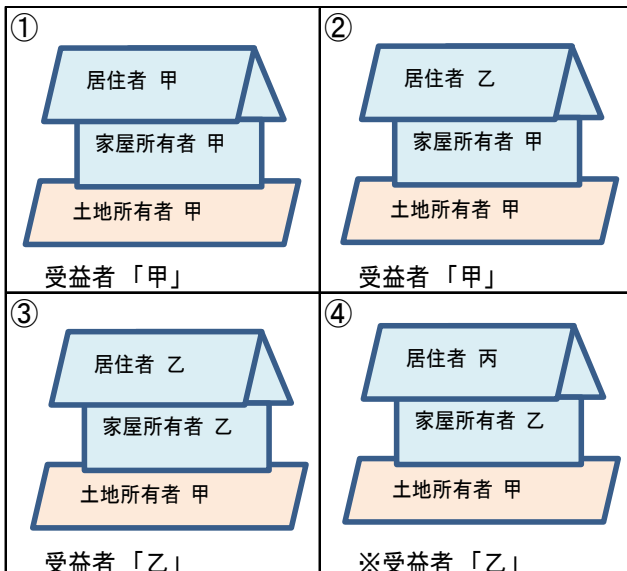 ①
居住者 甲
家屋所有者 甲
土地所有者 甲
受益者 「甲」
②
居住者 乙
家屋所有者 甲
土地所有者 甲
受益者 「甲」
③
居住者 乙
家屋所有者 乙
土地所有者 甲
受益者 「乙」
④
居住者 丙
家屋所有者 乙
土地所有者 甲
※受益者 「乙」